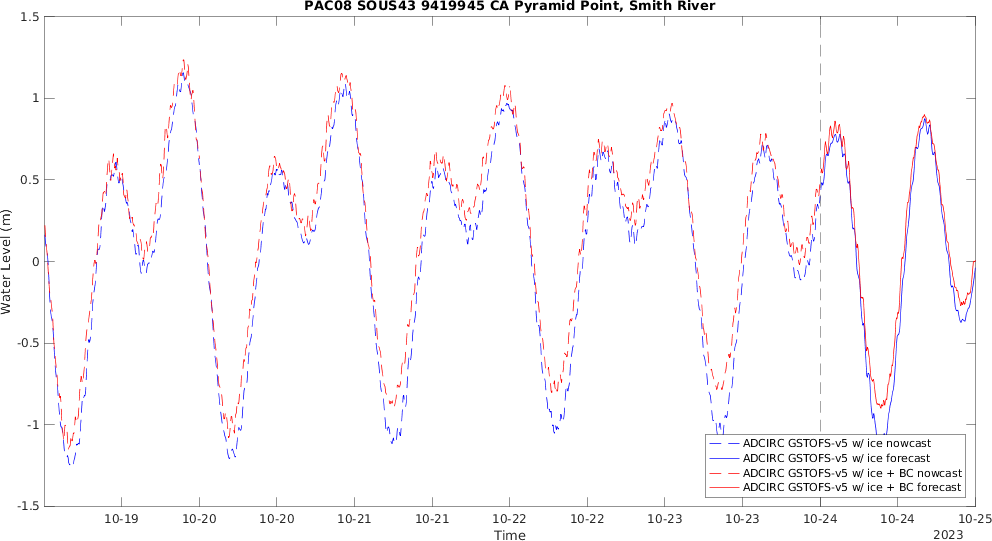 PAC08 SOUS43 9419945 CA Pyramid Point, Smith River
1.5
1
0.5
0
-0.5
-1
-1.5
Water Level (m)
10-19
10-20
10-20
10-21
10-21
10-22
10-22
10-23
10-23
10-24
10-24
10-25
Time
2023
ADCIRC GSTOFS-v5 w/ ice nowcast
ADCIRC GSTOFS-v5 w/ ice forecast
ADCIRC GSTOFS-v5 w/ ice + BC nowcast
ADCIRC GSTOFS-v5 w/ ice + BC forecast